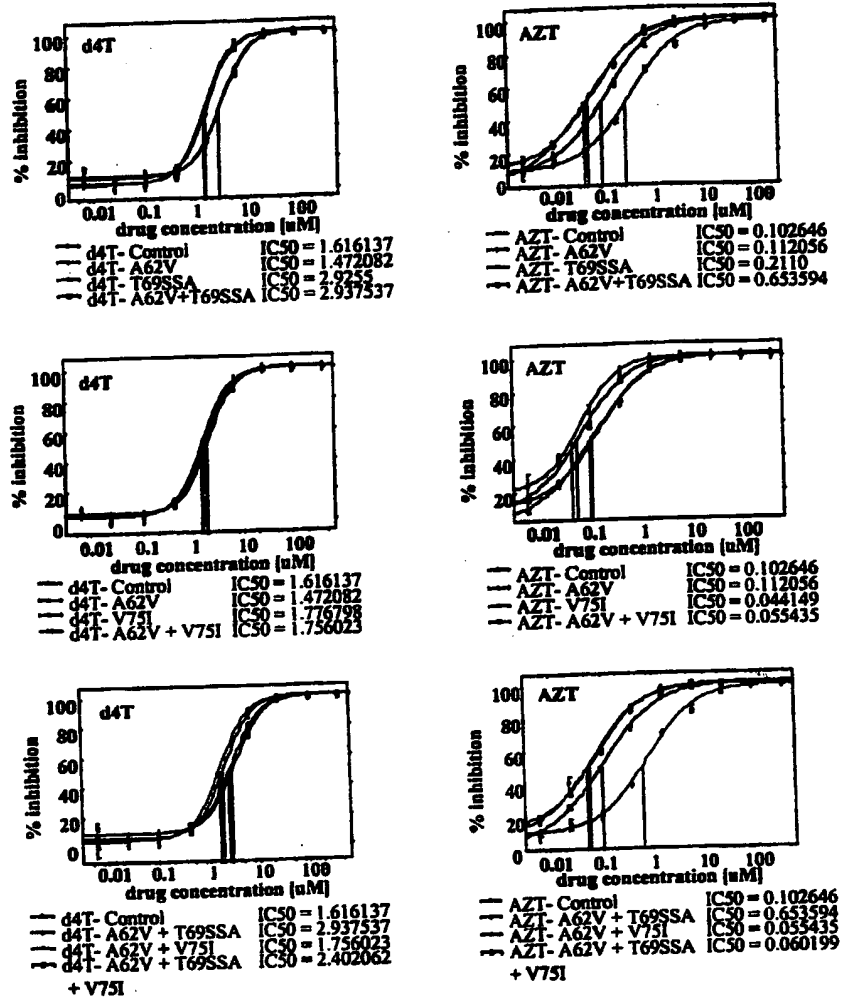 d4T
100
80
60
40
20
0
% inhibition
0.01 0.1 1 10 100
drug concentration [uM]
d4T- Control IC50 = 1.616137
d4T- A62V IC50 = 1.472082
d4T- T69SSA IC50 = 2.9255
d4T- A62V+T69SSA IC50 = 2.937537
AZT
100
80
60
40
20
0
% inhibition
0.01 0.1 1 10 100
drug concentration [uM]
AZT- Control IC50 = 0.102646
AZT- A62V IC50 = 0.112056
AZT- T69SSA IC50 = 0.2110
AZT- A62V+T69SSA IC50 = 0.653594
d4T
100
80
60
40
20
0
% inhibition
0.01 0.1 1 10 100
drug concentration [uM]
d4T- Control IC50 = 1.616137
d4T- A62V IC50 = 1.472082
d4T- V75I IC50 = 1.776798
d4T- A62V + V75I IC50 = 1.756023
AZT
100
80
60
40
20
0
% inhibition
0.01 0.1 1 10 100
drug concentration [uM]
AZT- Control IC50 = 0.102646
AZT- A62V IC50 = 0.112056
AZT- V75I IC50 = 0.044149
AZT- A62V + V75I IC50 = 0.055435
d4T
100
80
60
40
20
0
% inhibition
0.01 0.1 1 10 100
drug concentration [uM]
d4T- Control IC50 = 1.616137
d4T- A62V + T69SSA IC50 = 2.937537
d4T- A62V + V75I IC50 = 1.756023
d4T- A62V + T69SSA IC50 = 2.402062
+ V75I
AZT
100
80
60
40
20
0
% inhibition
0.01 0.1 1 10 100
drug concentration [uM]
AZT- Control IC50 = 0.102646
AZT- A62V + T69SSA IC50 = 0.653594
AZT- A62V + V75I IC50 = 0.055435
AZT- A62V + T69SSA IC50 = 0.060199
+ V75I